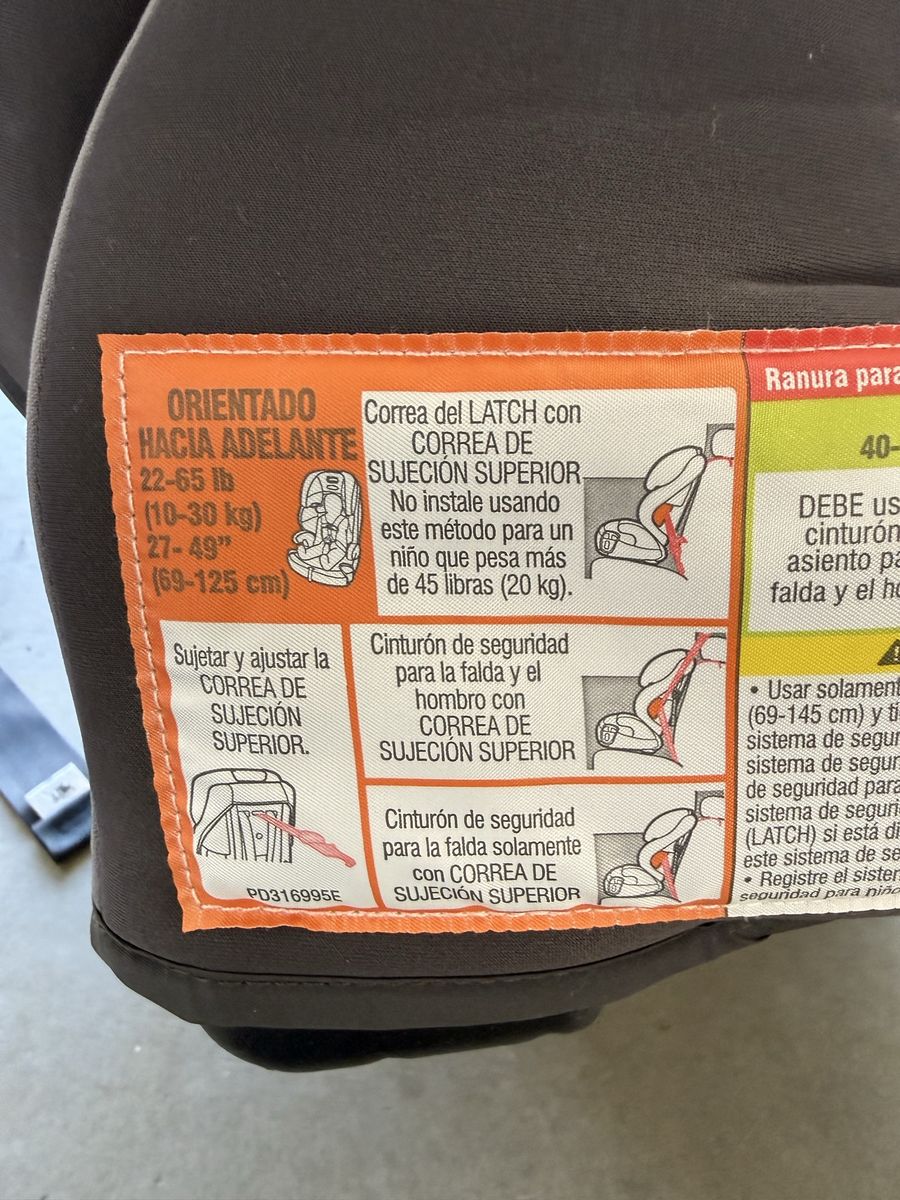 ORIENTADO
HACIA ADELANTE
22-65 lb
(10-30 kg)
27- 49”
(69-125 cm)
Correa del LATCH con
CORREA DE
SUJECIÓN SUPERIOR
No instale usando
este método para un
niño que pesa más
de 45 libras (20 kg).
Sujetar y ajustar la
CORREA DE
SUJECIÓN
SUPERIOR.
PD316995E
Cinturón de seguridad
para la falda y el
hombro con
CORREA DE
SUJECIÓN SUPERIOR
Cinturón de seguridad
para la falda solamente
con CORREA DE
SUJECIÓN SUPERIOR
Ranura para
40-
DEBE us
cinturón
asiento pa
falda y el ho
• Usar solament
(69-145 cm) y ti
sistema de segur
sistema de segur
de seguridad para
sistema de seguri
(LATCH) si está di
este sistema de se
• Registre el sister
seguridad para niño